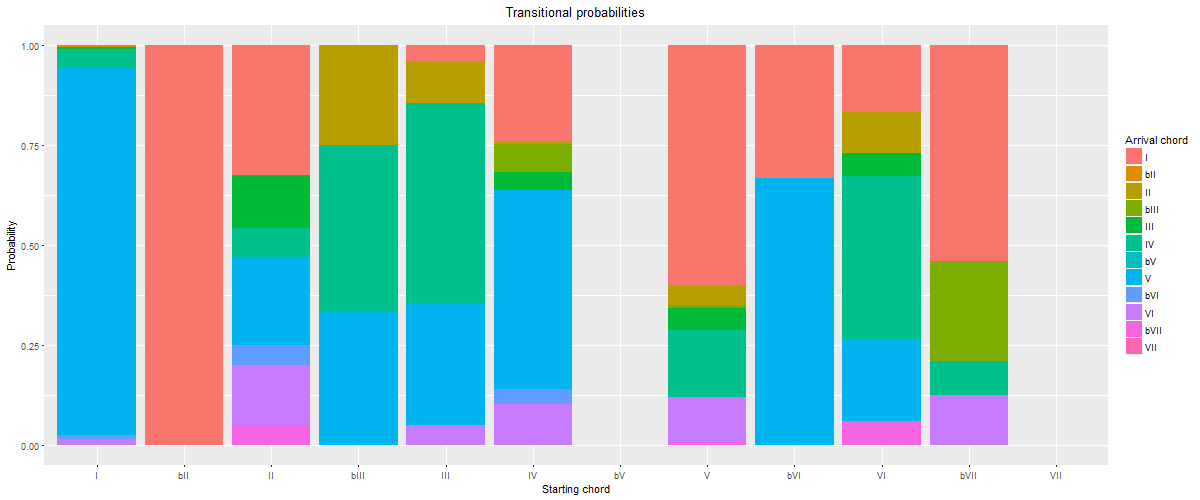 Transitional probabilities
1.00
0.75
0.50
0.25
0.00
Probability
I bII II bIII III IV bV V bVI VI bVII VII
Starting chord
Arrival chord
I
bII
II
bIII
III
IV
bV
V
bVI
VI
bVII
VII